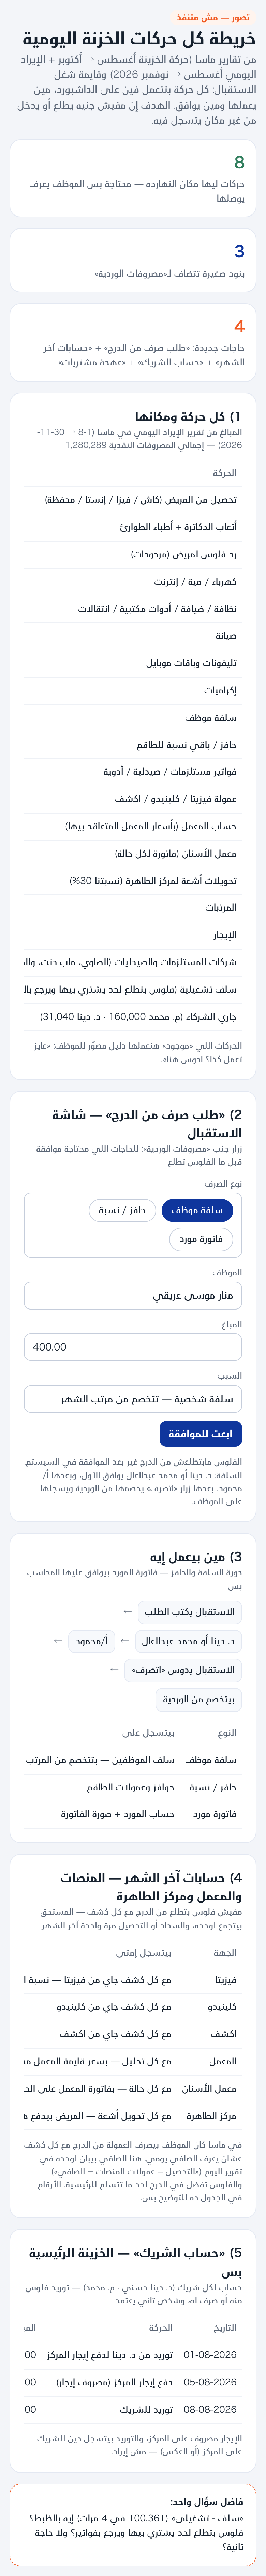 تصور — مش متنفذ
خريطة كل حركات الخزنة اليومية
من تقارير ماسا (حركة الخزينة أغسطس → أكتوبر + الإيراد
اليومي أغسطس → نوفمبر 2026) وقايمة شغل
الأقسام: كل حركة بتتعمل فين على الداشبورد، مين
يعملها ومين يوافق. الهدف إن مفيش جنيه يطلع أو يدخل
من غير مكان يتسجل فيه.
8
حركات ليها مكان النهارده — محتاجة بس الموظف يعرف
يوصلها
3
بنود صغيرة تتضاف لـ«مصروفات الوردية»
4
حاجات جديدة: «طلب صرف من الدرج» + «حسابات آخر
الشهر» + «حساب الشريك» + «عهدة مشتريات»
1) كل حركة ومكانها
المبالغ من تقرير الإيراد اليومي في ماسا (1-8 → 30-11-
2026) — إجمالي المصروفات النقدية 1,280,289
الحركة
تحصيل من المريض (كاش / فيزا / إنستا / محفظة)
أتعاب الدكاترة + أطباء الطوارئ
رد فلوس لمريض (مردودات)
كهرباء / مية / إنترنت
نظافة / ضيافة / أدوات مكتبية / انتقالات
صيانة
تليفونات وباقات موبايل
إكراميات
سلفة موظف
حافز / باقي نسبة للطاقم
فواتير مستلزمات / صيدلية / أدوية
عمولة فيزيتا / كلينيدو / اكشف
حساب المعمل (بأسعار المعمل المتعاقد بيها)
معمل الأسنان (فاتورة لكل حالة)
تحويلات أشعة لمركز الطاهرة (نسبتنا 30%)
المرتبات
الإيجار
شركات المستلزمات والصيدليات (الصاوي، ماب دنت،
سلف تشغيلية (فلوس بتطلع لحد يشتري بيها ويرجع
جاري الشركاء (م. محمد 160,000 · د. دينا 31,040)
الحركات اللي «موجود» هنعملها دليل مصوّر للموظف: «عايز
تعمل كذا؟ ادوس هنا».
2) «طلب صرف من الدرج» — شاشة
الاستقبال
زرار جنب «مصروفات الوردية»: للحاجات اللي محتاجة موافقة
قبل ما الفلوس تطلع
نوع الصرف
سلفة موظف
حافز / نسبة
فاتورة مورد
الموظف
منار موسى عريقي
المبلغ
400.00
السبب
سلفة شخصية — تتخصم من مرتب الشهر
ابعت للموافقة
الفلوس مابتطلعش من الدرج غير بعد الموافقة في السيستم.
السلفة: د. دينا أو محمد عبدالعال يوافق الأول، وبعدها أ/
محمود. بعدها زرار «اتصرف» يخصمها من الوردية ويسجلها
على الموظف.
3) مين بيعمل إيه
دورة السلفة والحافز — فاتورة المورد بيوافق عليها المحاسب
بس
الاستقبال يكتب الطلب ←
د. دينا أو محمد عبدالعال ← أ/محمود ←
الاستقبال يدوس «اتصرف» ←
بيتخصم من الوردية
النوع بيتسجل على
سلفة موظف سلف الموظفين — بتتخصم من المرتب
حافز / نسبة حوافز وعمولات الطاقم
فاتورة مورد حساب المورد + صورة الفاتورة
4) حسابات آخر الشهر — المنصات
والمعمل ومركز الطاهرة
مفيش فلوس بتطلع من الدرج مع كل كشف — المستحق
بيتجمع لوحده، والسداد أو التحصيل مرة واحدة آخر الشهر
الجهة بيتسجل إمتى
فيزيتا مع كل كشف جاي من فيزيتا — نسبة
كلينيدو مع كل كشف جاي من كلينيدو
اكشف مع كل كشف جاي من اكشف
المعمل مع كل تحليل — بسعر قايمة المعمل
معمل الأسنان مع كل حالة — بفاتورة المعمل على
مركز الطاهرة مع كل تحويل أشعة — المريض بيدفع
في ماسا كان الموظف بيصرف العمولة من الدرج مع كل كشف
عشان يعرف الصافي يومي. هنا الصافي بيبان لوحده في
تقرير اليوم («التحصيل − عمولات المنصات = الصافي»)
والفلوس تفضل في الدرج لحد ما تتسلم للرئيسية. الأرقام
في الجدول ده للتوضيح بس.
5) «حساب الشريك» — الخزينة الرئيسية
بس
حساب لكل شريك (د. دينا حسني · م. محمد) — توريد فلوس
منه أو صرف له، وشخص تاني يعتمد
التاريخ الحركة
01-08-2026 توريد من د. دينا لدفع إيجار المركز 00
05-08-2026 دفع إيجار المركز (مصروف إيجار) 00
08-08-2026 توريد للشريك 00
الإيجار مصروف على المركز، والتوريد بيتسجل دين للشريك
على المركز (أو العكس) — مش إيراد.
فاضل سؤال واحد:
«سلف - تشغيلى» (100,361 في 4 مرات) إيه بالظبط؟
فلوس بتطلع لحد يشتري بيها ويرجع بفواتير؟ ولا حاجة
تانية؟